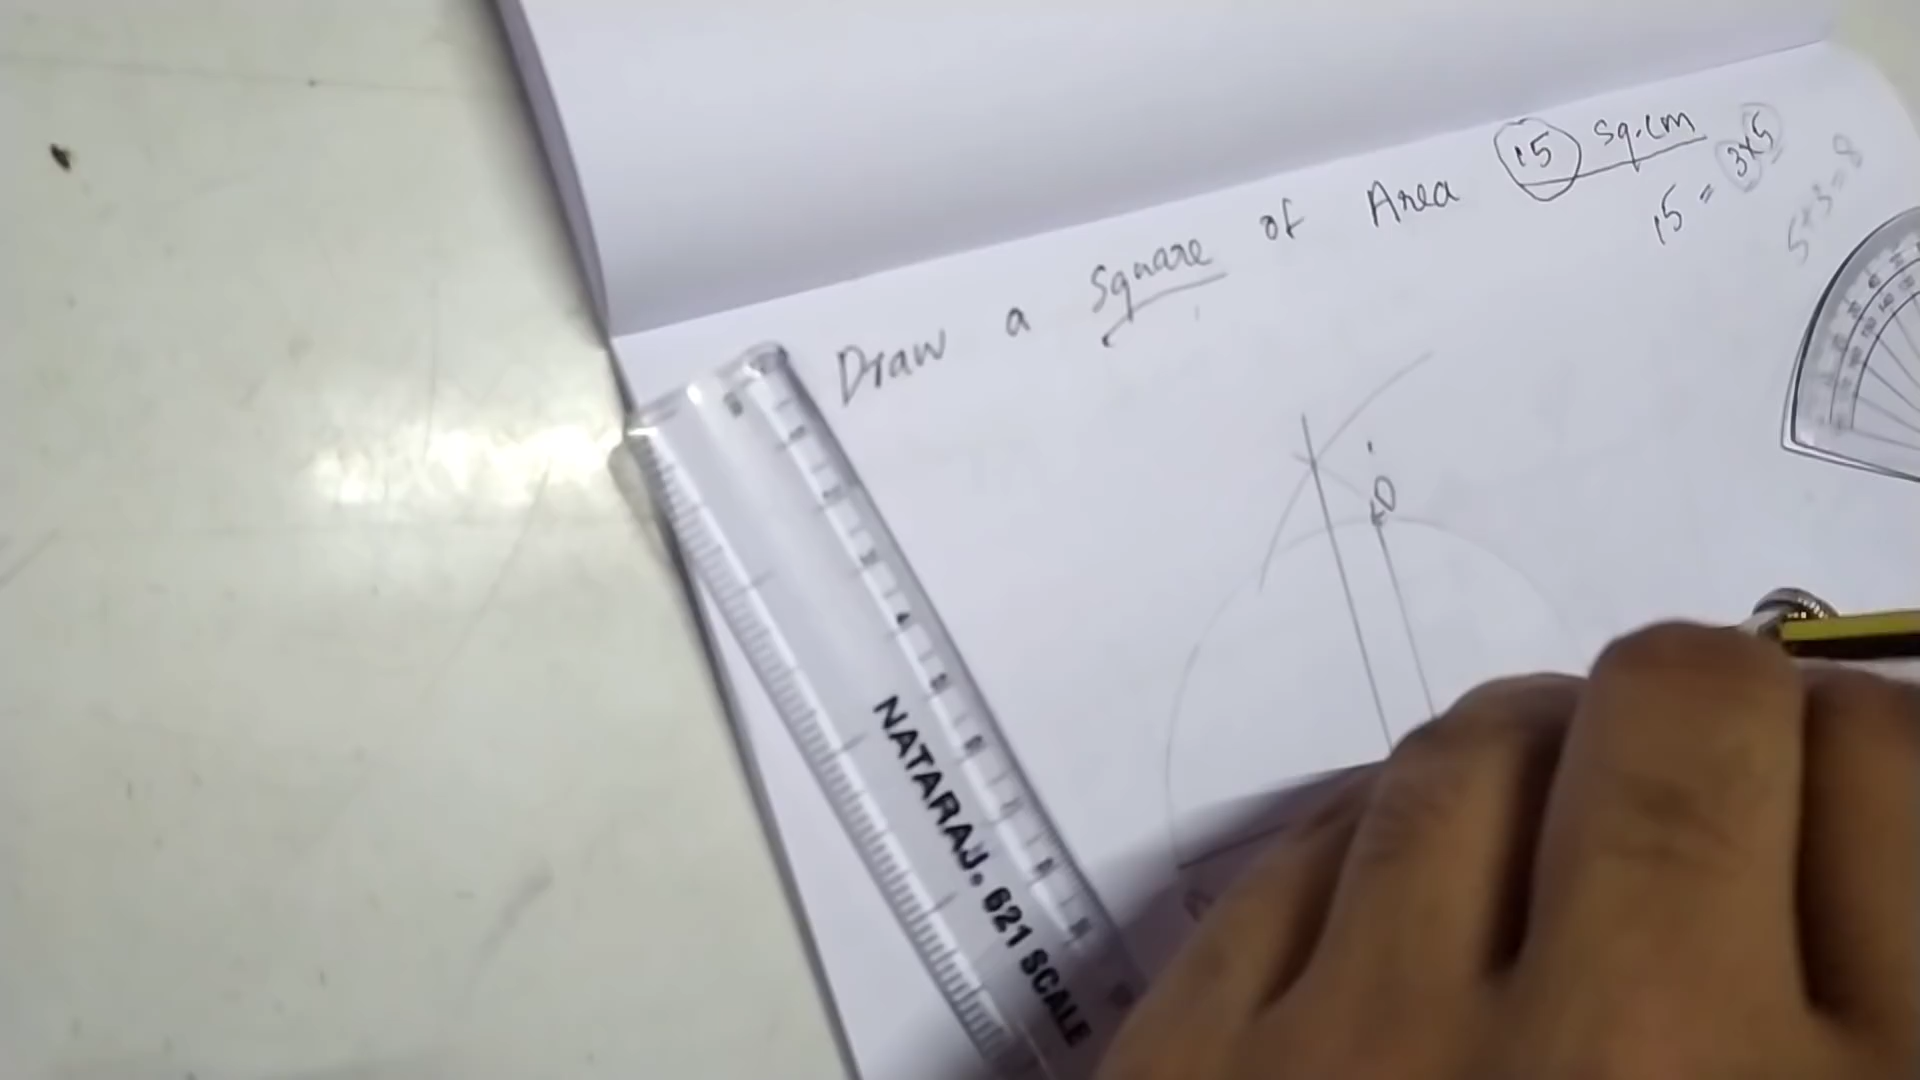 Draw a Square of Area 15 sq.cm
15 = 3x5
5+3=8
D
NATARAJ. 621 SCALE